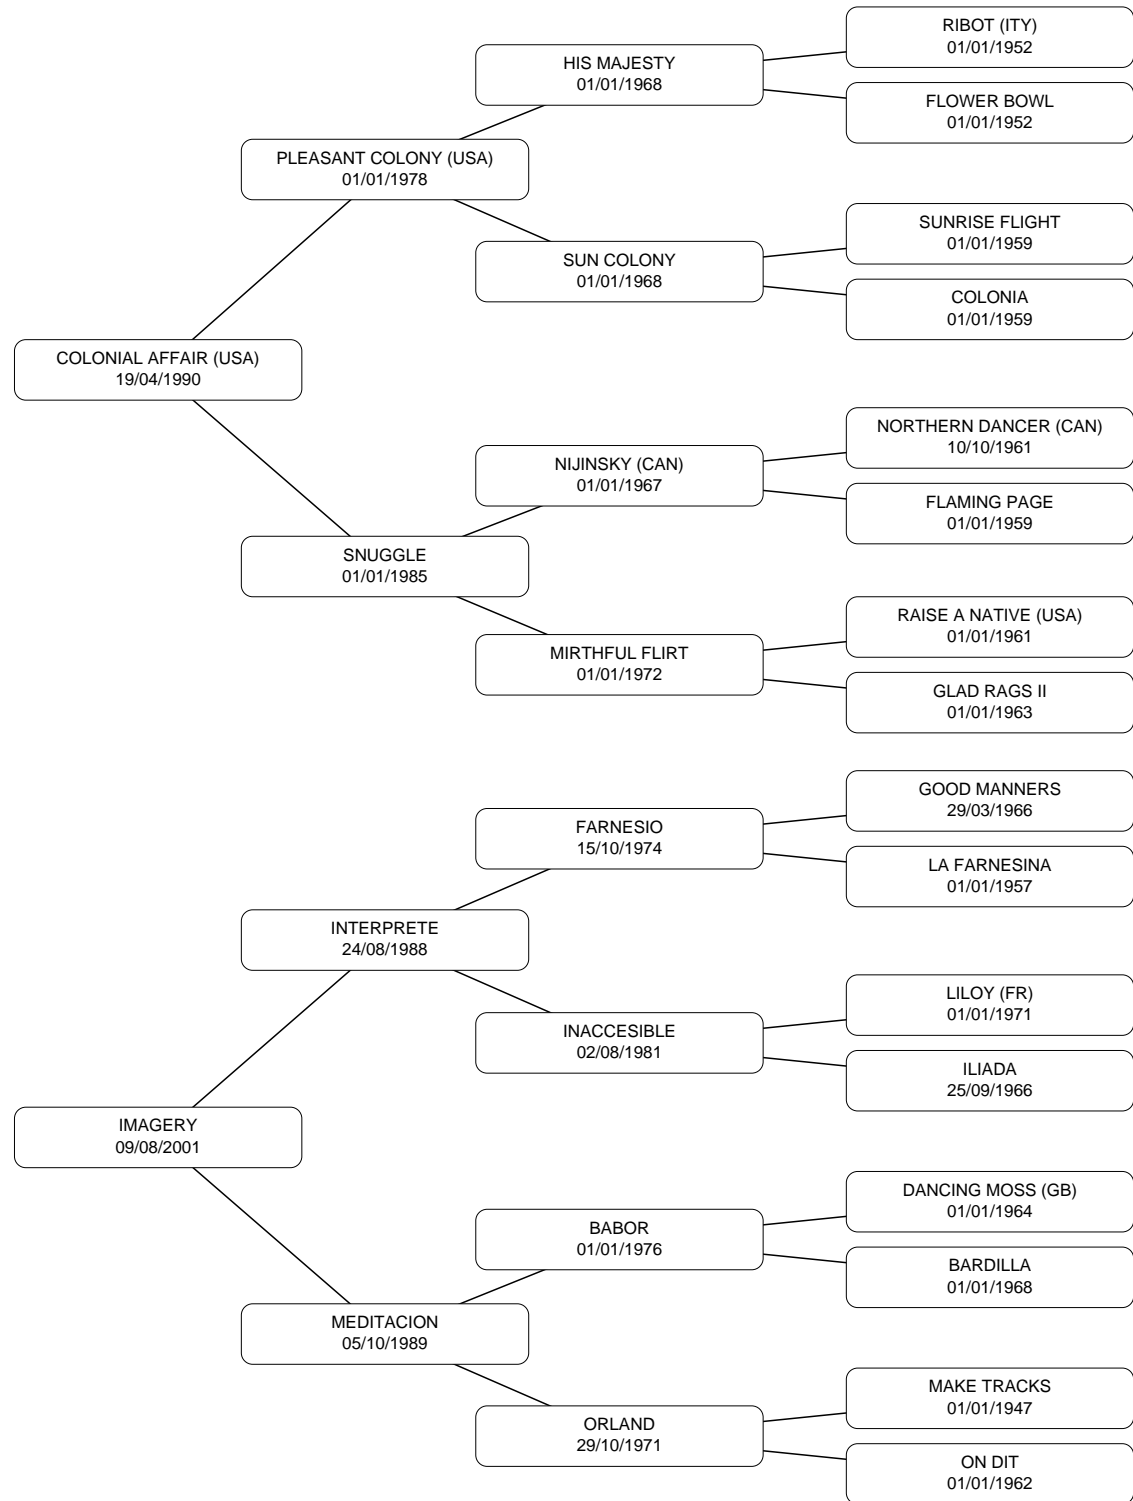 RIBOT (ITY)
01/01/1952
HIS MAJESTY
01/01/1968
FLOWER BOWL
01/01/1952
PLEASANT COLONY (USA)
01/01/1978
SUNRISE FLIGHT
01/01/1959
SUN COLONY
01/01/1968
COLONIA
01/01/1959
COLONIAL AFFAIR (USA)
19/04/1990
NORTHERN DANCER (CAN)
10/10/1961
NIJINSKY (CAN)
01/01/1967
FLAMING PAGE
01/01/1959
SNUGGLE
01/01/1985
RAISE A NATIVE (USA)
01/01/1961
MIRTHFUL FLIRT
01/01/1972
GLAD RAGS II
01/01/1963
GOOD MANNERS
29/03/1966
FARNESIO
15/10/1974
LA FARNESINA
01/01/1957
INTERPRETE
24/08/1988
LILOY (FR)
01/01/1971
INACCESIBLE
02/08/1981
ILIADA
25/09/1966
IMAGERY
09/08/2001
DANCING MOSS (GB)
01/01/1964
BABOR
01/01/1976
BARDILLA
01/01/1968
MEDITACION
05/10/1989
MAKE TRACKS
01/01/1947
ORLAND
29/10/1971
ON DIT
01/01/1962